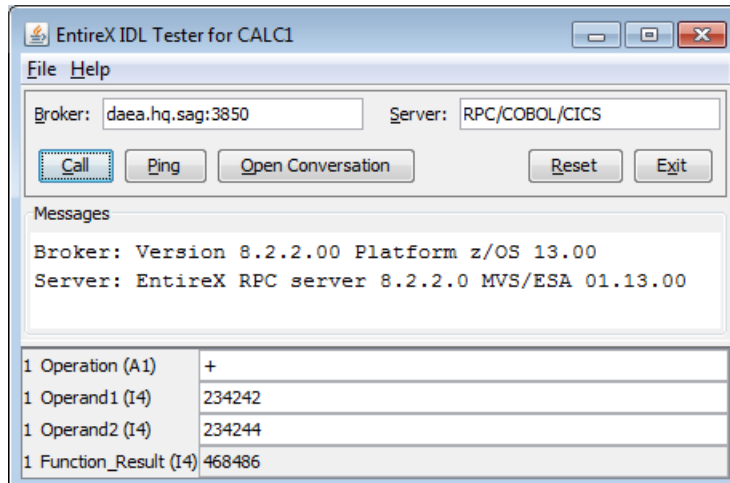 EntireX IDL Tester for CALC1
File Help
Broker: daea.hq.sag:3850 Server: RPC/COBOL/CICS
Call Ping Open Conversation Reset Exit
Messages
Broker: Version 8.2.2.00 Platform z/OS 13.00
Server: EntireX RPC server 8.2.2.0 MVS/ESA 01.13.00
1 Operation (A1) +
1 Operand1 (I4) 234242
1 Operand2 (I4) 234244
1 Function_Result (I4) 468486